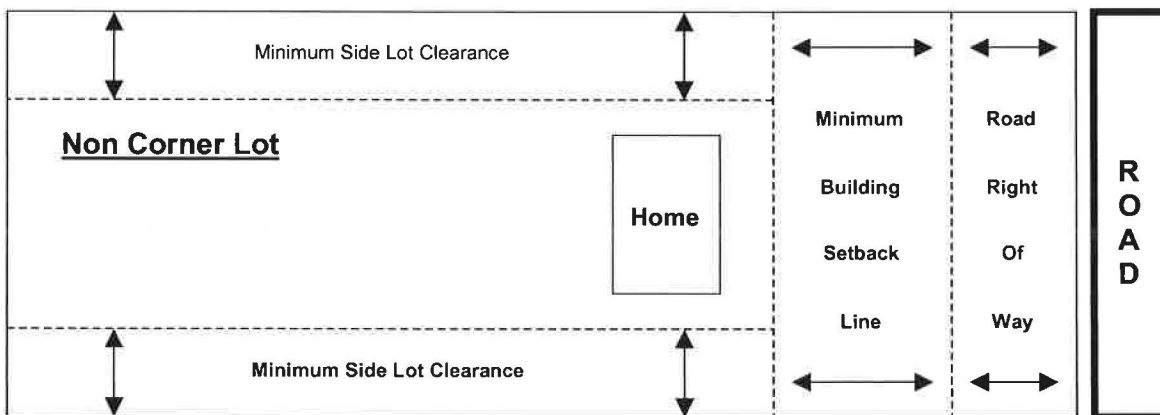 Minimum Side Lot Clearance
Non Corner Lot
Home
Minimum Side Lot Clearance
Minimum
Building
Setback
Line
Road
Right
Of
Way
ROAD